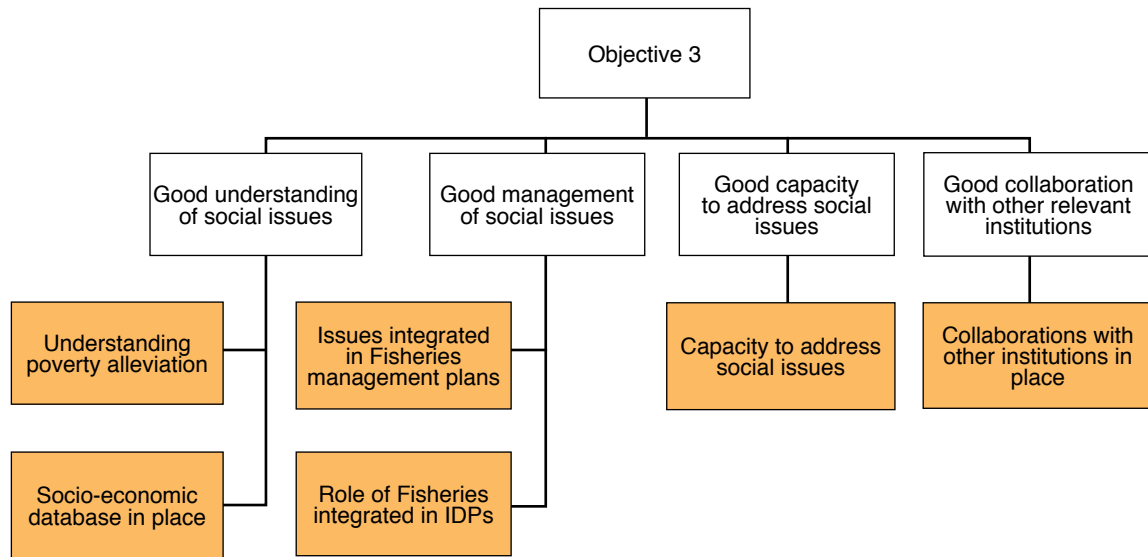 Objective 3
Good understanding
of social issues
Good management
of social issues
Good capacity
to address social
issues
Good collaboration
with other relevant
institutions
Understanding
poverty alleviation
Issues integrated
in Fisheries
management plans
Capacity to address
social issues
Collaborations with
other institutions in
place
Socio-economic
database in place
Role of Fisheries
integrated in IDPs